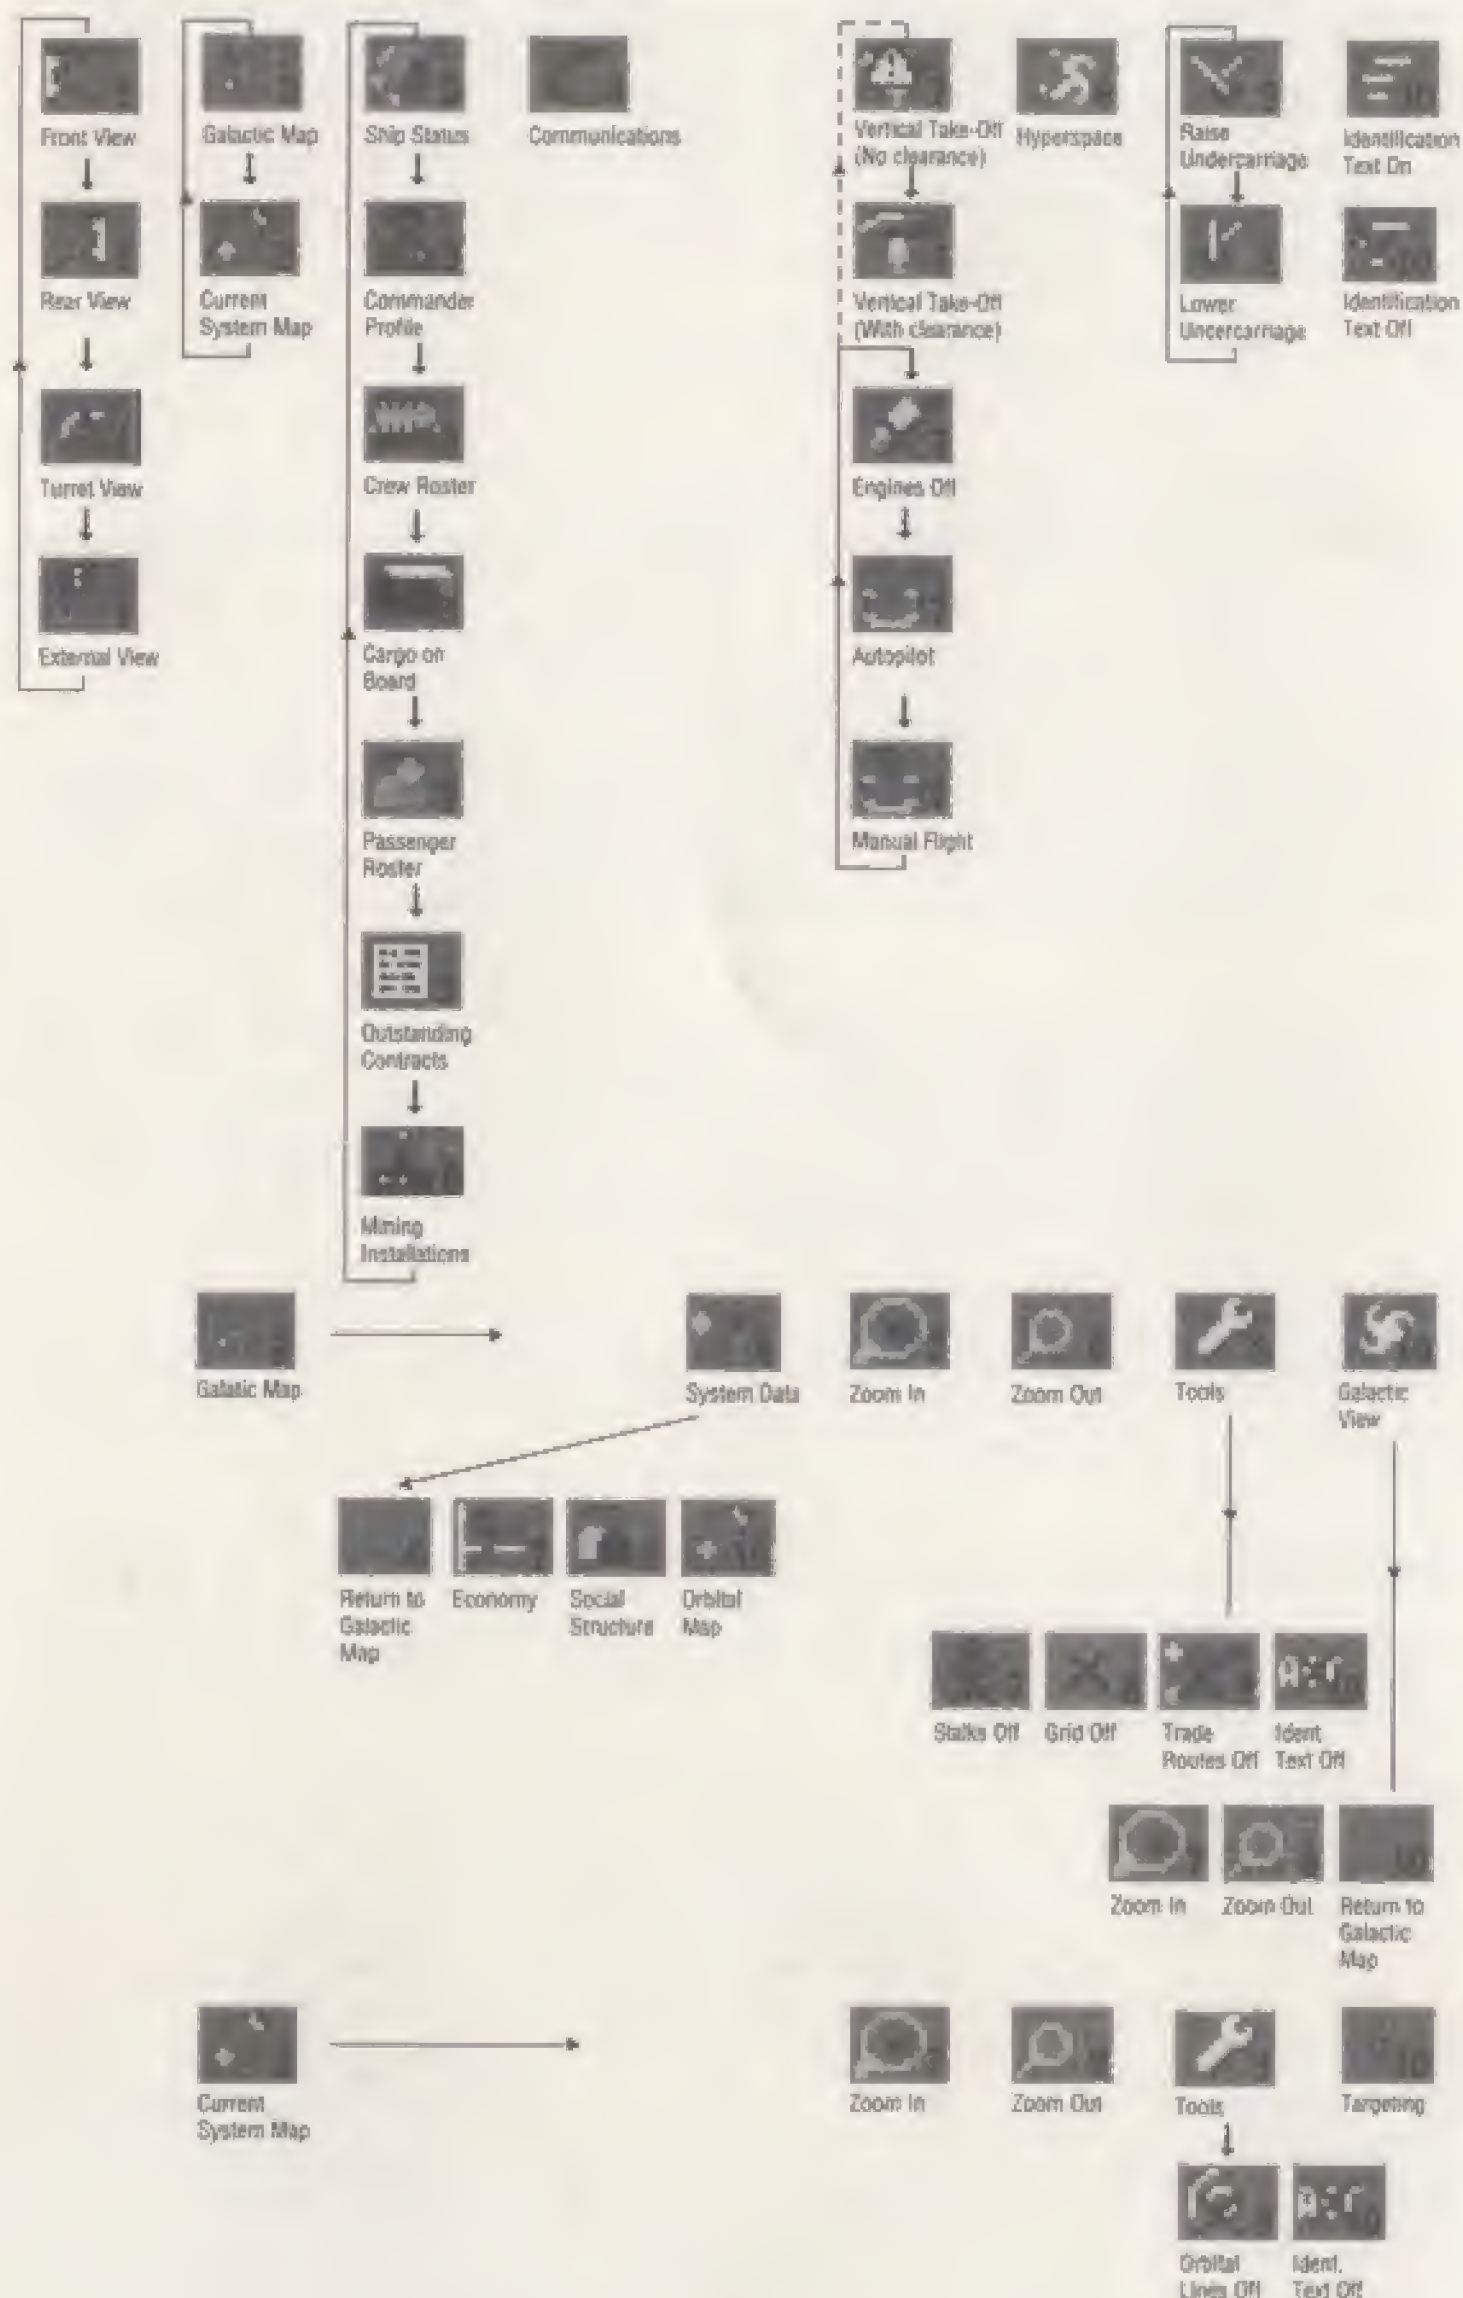 Front View
Galactic Map
Ship Status
Communications
Vertical Take-Off
(No clearance)
Hyperspace
Raise
Undercarriage
Identification
Text On
Rear View
Current
System Map
Commander
Profile
Vertical Take-Off
(With clearance)
Lower
Undercarriage
Identification
Text Off
Turret View
Crew Roster
Engines Off
External View
Cargo on
Board
Autopilot
Passenger
Roster
Manual Flight
Outstanding
Contracts
Mining
Installations
Galatic Map
System Data
Zoom In
Zoom Out
Tools
Galactic
View
Return to
Galactic
Map
Economy
Social
Structure
Orbital
Map
Stalks Off
Grid Off
Trade
Routes Off
Ident
Text Off
Zoom In
Zoom Out
Return to
Galactic
Map
Current
System Map
Zoom In
Zoom Out
Tools
Targeting
Orbital
Lines Off
Ident.
Text Off